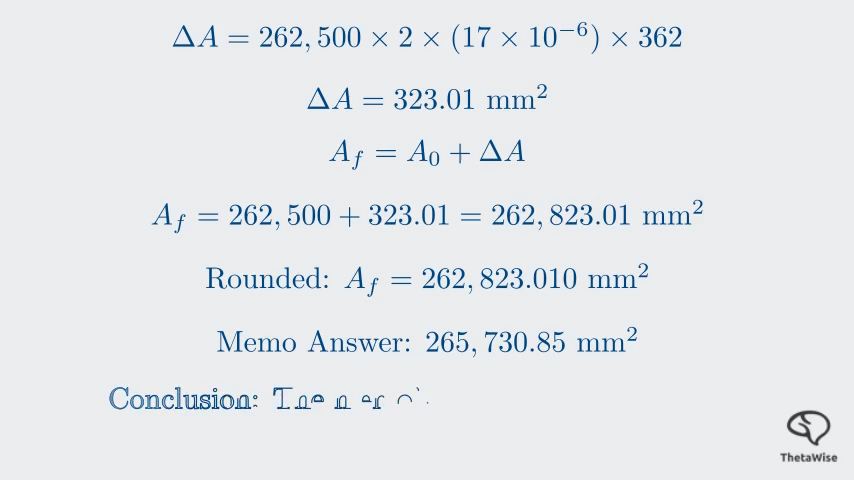 ΔA = 262,500 × 2 × (17 × 10⁻⁶) × 362
ΔA = 323.01 mm²
A_f = A₀ + ΔA
A_f = 262,500 + 323.01 = 262,823.01 mm²
Rounded: A_f = 262,823.010 mm²
Memo Answer: 265,730.85 mm²
Conclusion:
ThetaWise